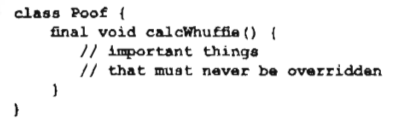 class Poof {
    final void calcWhuffie() {
        // important things
        // that must never be overridden
    }
}